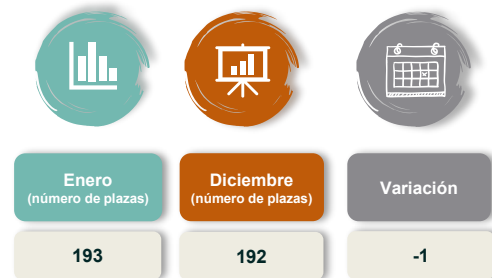 Enero
(número de plazas)
Diciembre
(número de plazas)
Variación
193
192
-1